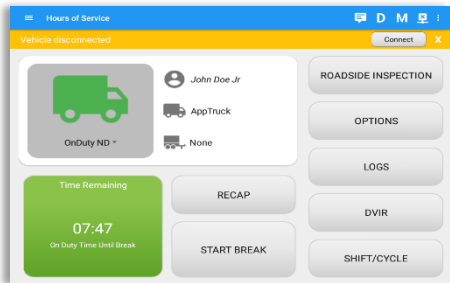 Hours of Service
D M
Vehicle disconnected
Connect
X
John Doe Jr
AppTruck
None
OnDuty ND
Time Remaining
07:47
On Duty Time Until Break
RECAP
START BREAK
ROADSIDE INSPECTION
OPTIONS
LOGS
DVIR
SHIFT/CYCLE